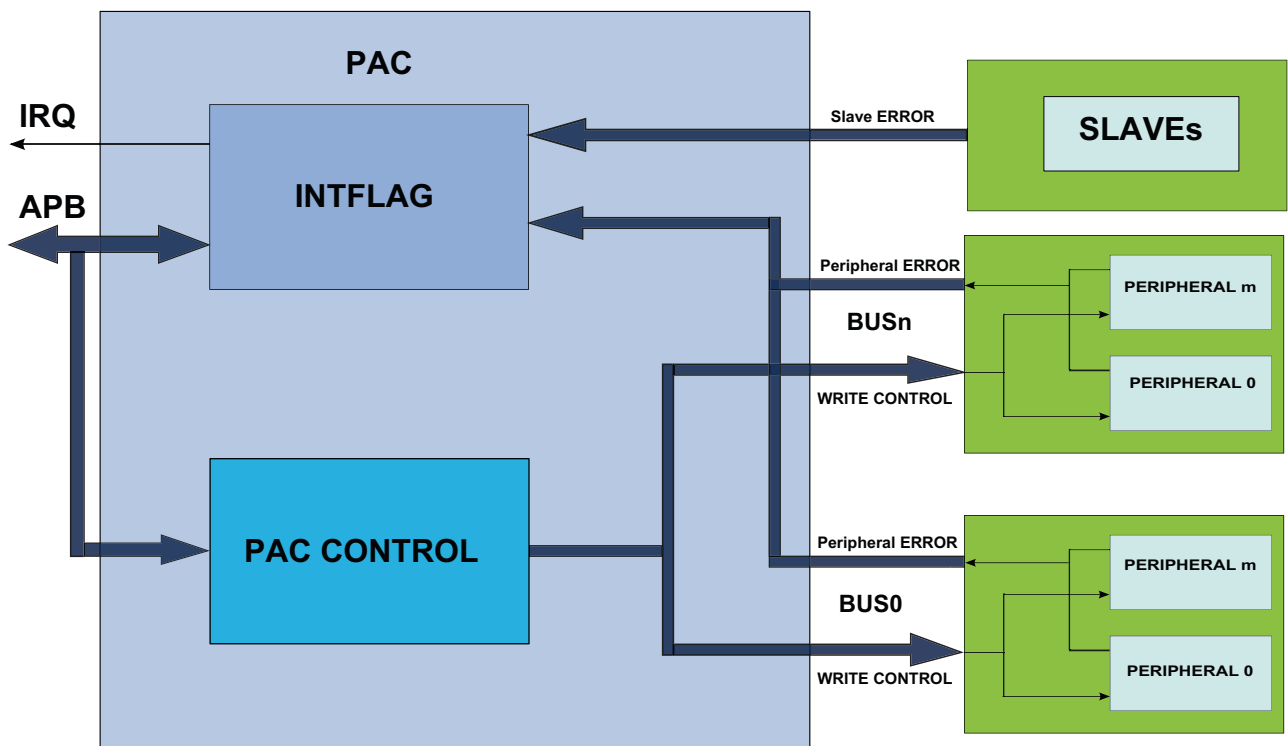 PAC
IRQ
INTFLAG
APB
PAC CONTROL
Slave ERROR
SLAVEs
Peripheral ERROR
BUSn
WRITE CONTROL
PERIPHERAL m
PERIPHERAL 0
Peripheral ERROR
BUS0
WRITE CONTROL
PERIPHERAL m
PERIPHERAL 0